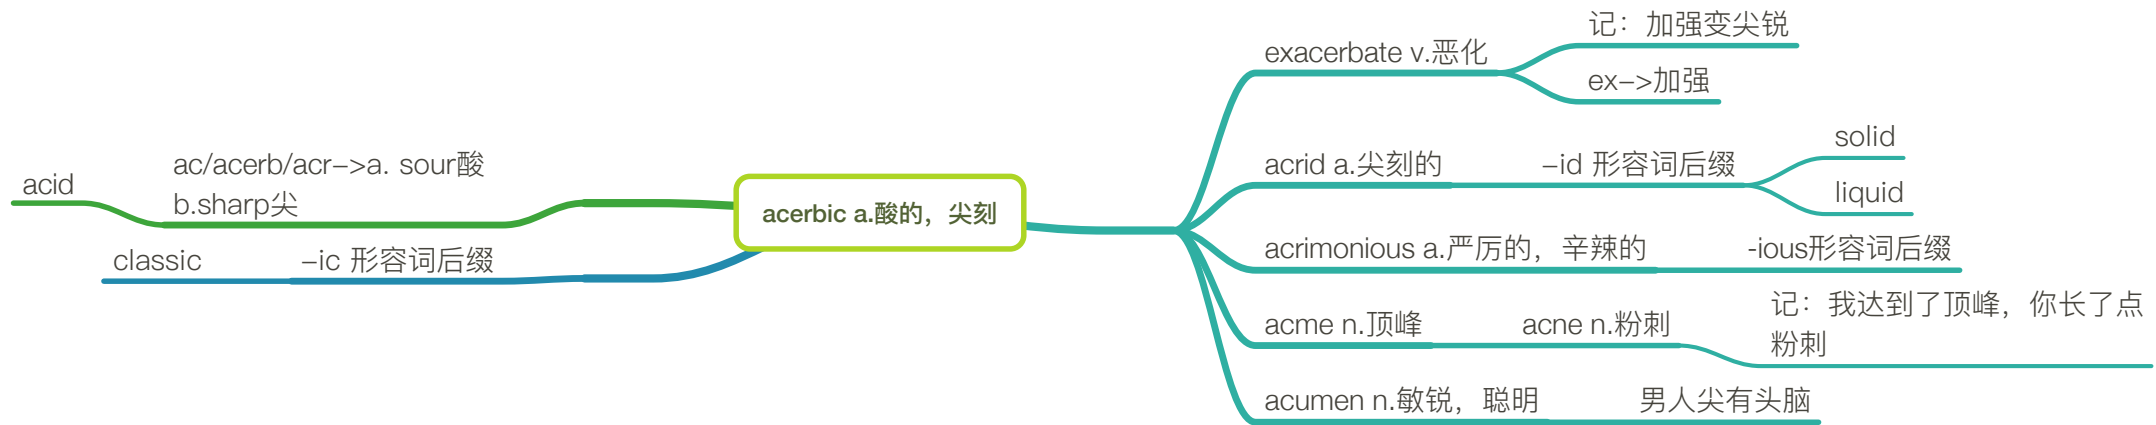 acid
ac/acerb/acr–>a. sour酸
b.sharp尖
classic
–ic 形容词后缀
acerbic a.酸的，尖刻
exacerbate v.恶化
记：加强变尖锐
ex–>加强
acrid a.尖刻的
–id 形容词后缀
solid
liquid
acrimonious a.严厉的，辛辣的
-ious形容词后缀
acme n.顶峰
acne n.粉刺
记：我达到了顶峰，你长了点
粉刺
acumen n.敏锐，聪明
男人尖有头脑